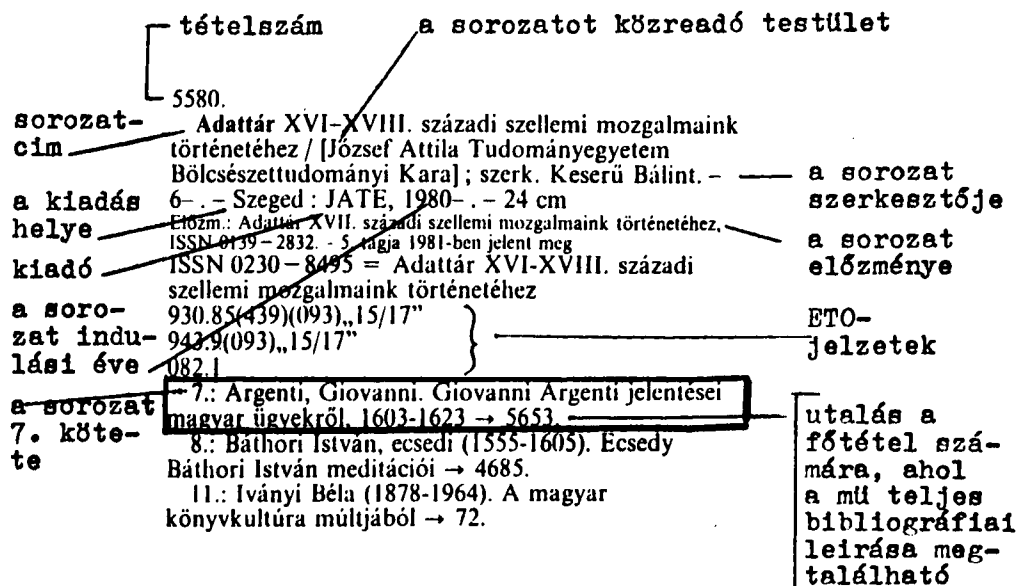 tételszám
a sorozatot közreadó testület
5580.
sorozat-
cim
Adattár XVI–XVIII. századi szellemi mozgalmaink
történetéhez / [József Attila Tudományegyetem
Bölcsészettudományi Kara] ; szerk. Keserű Bálint. –
a sorozat
szerkesztője
a kiadás
helye
6– . – Szeged : JATE, 1980– . – 24 cm
Előzm.: Adattár XVII. századi szellemi mozgalmaink történetéhez,
ISSN 0139 – 2832. - 5. tagja 1981-ben jelent meg
a sorozat
előzménye
kiadó
ISSN 0230 – 8495 = Adattár XVI-XVIII. századi
szellemi mozgalmaink történetéhez
a soro-
zat indu-
lási éve
930.85(439)(093)„15/17”
943.9(093)„15/17”
082.1
ETO-
jelzetek
a sorozat
7. köte-
te
7.: Argenti, Giovanni. Giovanni Argenti jelentései
magyar ügyekről, 1603-1623 → 5653.
8.: Báthori István, ecsedi (1555-1605). Ecsedy
Báthori István meditációi → 4685.
11.: Iványi Béla (1878-1964). A magyar
könyvkultúra múltjából → 72.
utalás a
főtétel szá-
mára, ahol
a mű teljes
bibliográfiai
leirása meg-
található